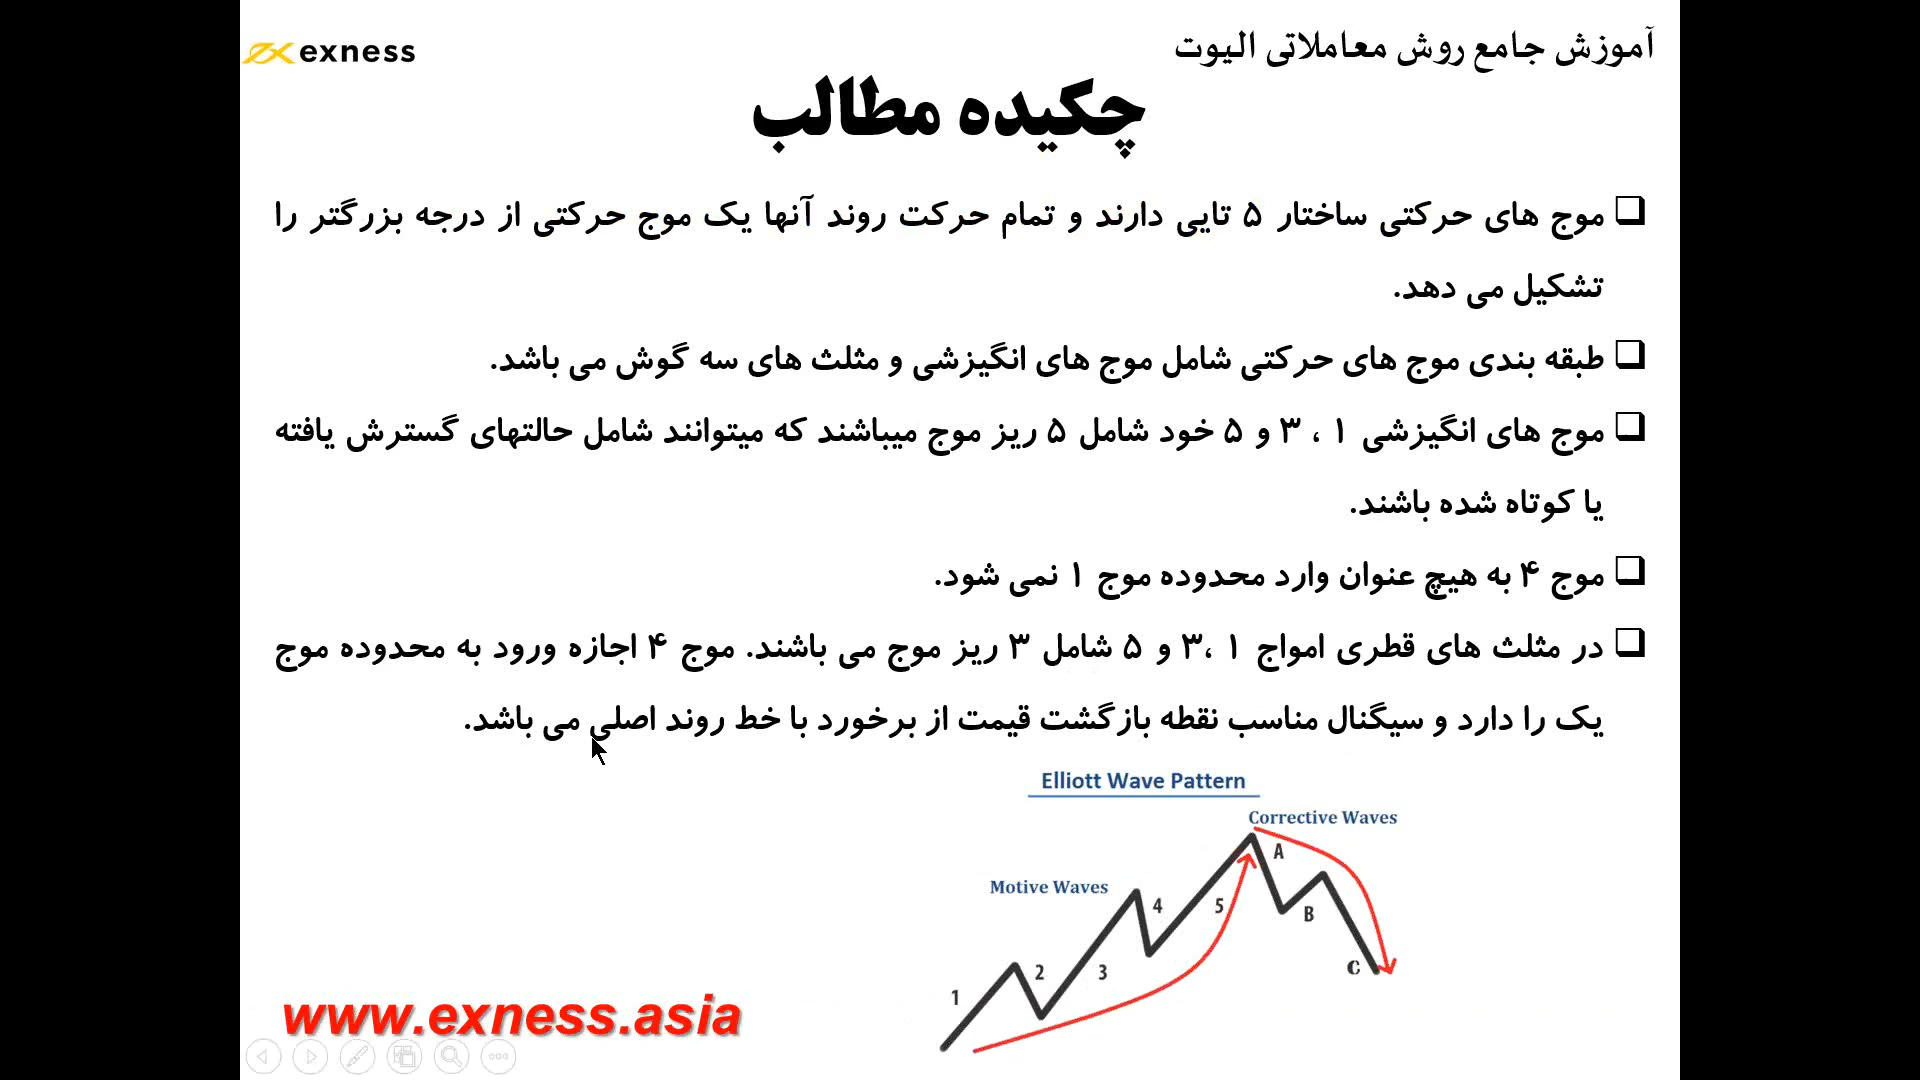 آموزش جامع روش معاملاتی الیوت
exness
چکیده مطالب
موج های حرکتی ساختار ۵ تایی دارند و تمام حرکت روند آنها یک موج حرکتی از درجه بزرگتر را
تشکیل می دهد.
طبقه بندی موج های حرکتی شامل موج های انگیزشی و مثلث های سه گوش می باشد.
موج های انگیزشی ۱ ، ۳ و ۵ خود شامل ۵ ریز موج میباشند که میتوانند شامل حالتهای گسترش یافته
یا کوتاه شده باشند.
موج ۴ به هیچ عنوان وارد محدوده موج ۱ نمی شود.
در مثلث های قطری امواج ۱ ،۳ و ۵ شامل ۳ ریز موج می باشند. موج ۴ اجازه ورود به محدوده موج
یک را دارد و سیگنال مناسب نقطه بازگشت قیمت از برخورد با خط روند اصلی می باشد.
Elliott Wave Pattern
Corrective Waves
Motive Waves
1
2
3
4
5
A
B
C
www.exness.asia